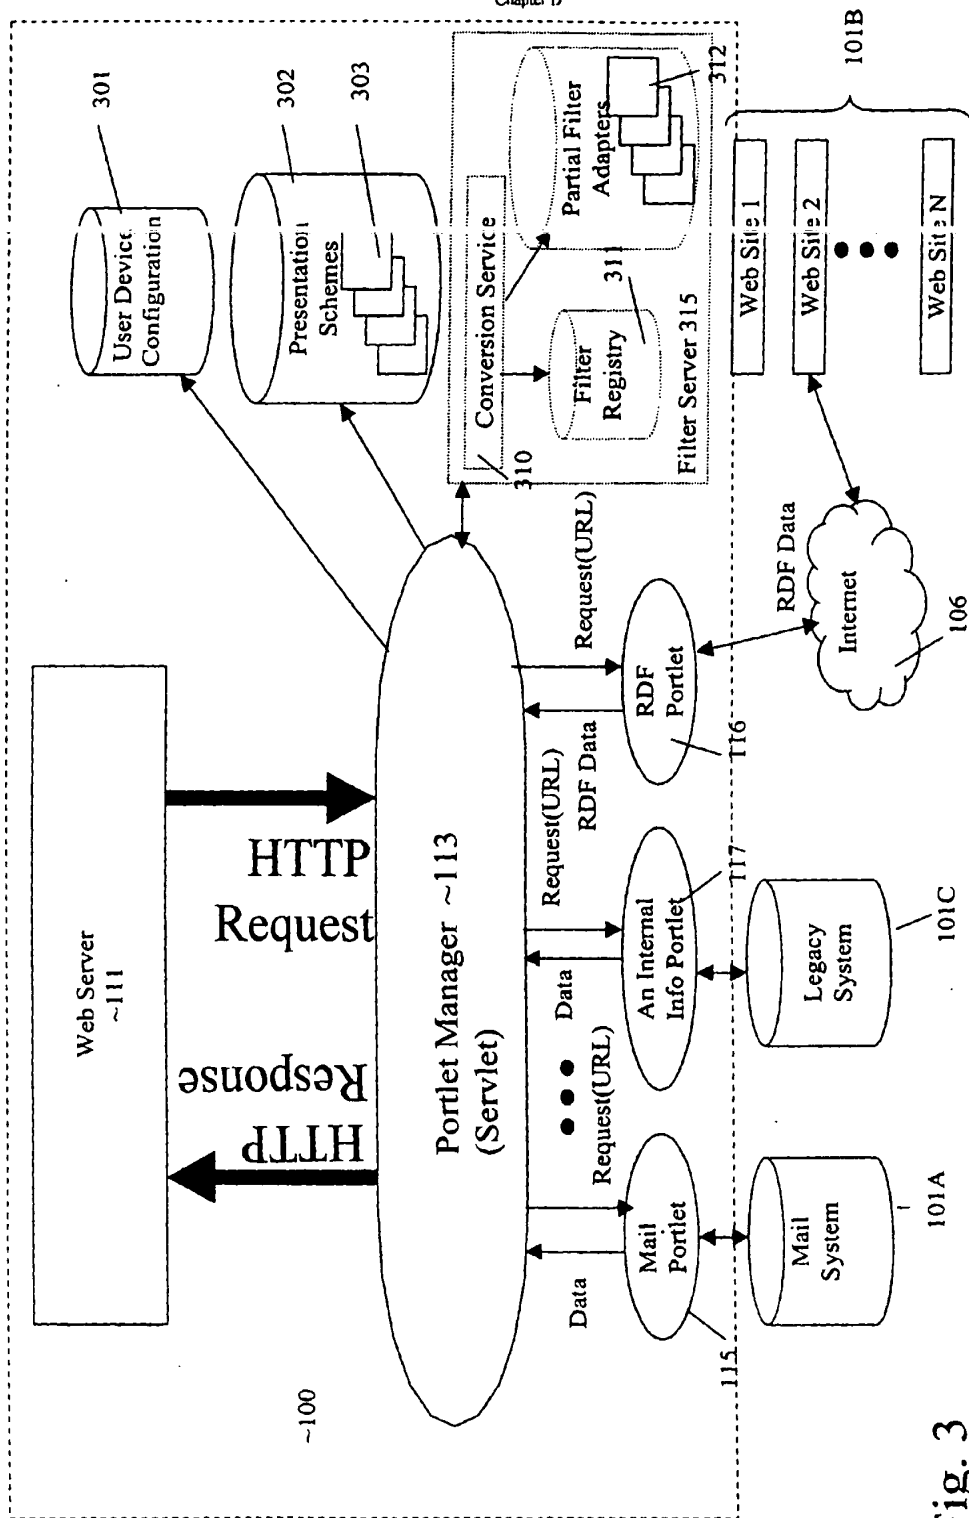 Chapter 15
Web Server
~111
HTTP
Request
HTTP
Response
~100
Portlet Manager ~113
(Servlet)
301
User Device
Configuration
302
Presentation
Schemes
303
Conversion Service
310
Filter
Registry
311
Partial Filter
Adapters
312
Filter Server 315
Data
Request(URL)
Data
Request(URL)
RDF Data
Request(URL)
Mail
Portlet
115
An Internal
Info Portlet
117
RDF
Portlet
116
Mail
System
101A
Legacy
System
101C
RDF Data
Internet
106
Web Site 1
Web Site 2
Web Site N
101B
Fig. 3